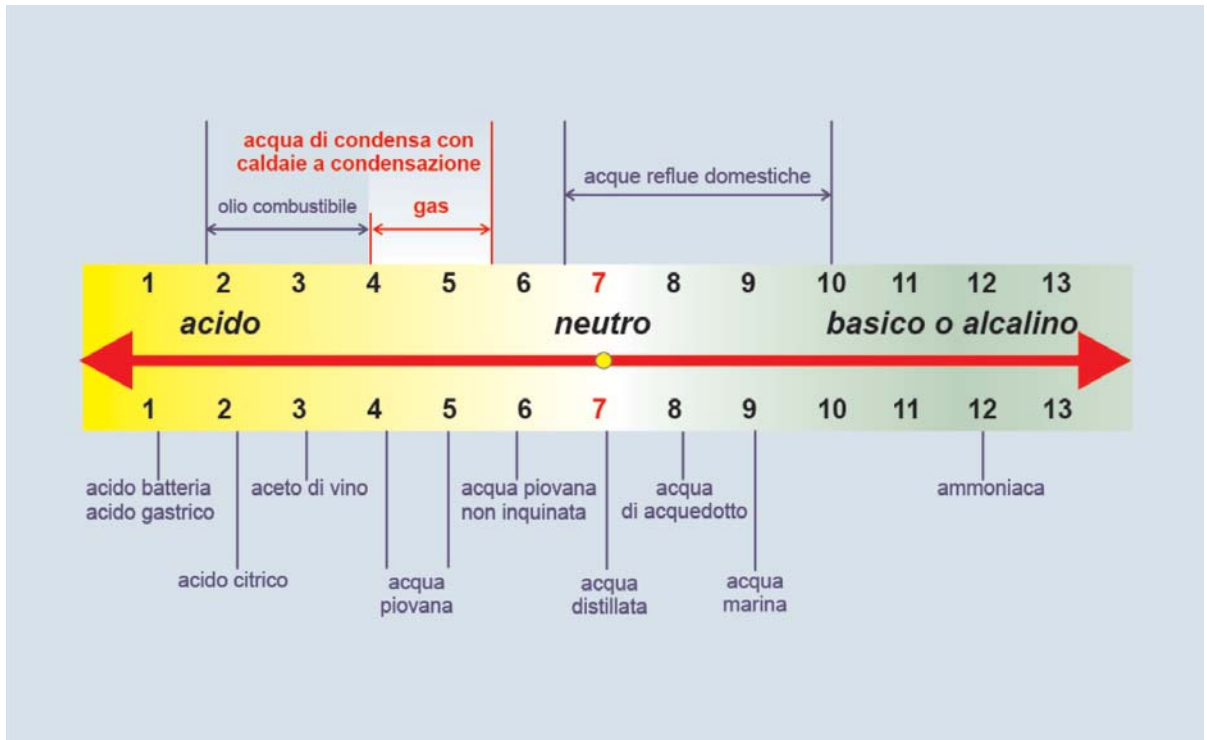 acqua di condensa con
caldaie a condensazione
olio combustibile
gas
acque reflue domestiche
1 2 3 4 5 6 7 8 9 10 11 12 13
acido neutro basico o alcalino
1 2 3 4 5 6 7 8 9 10 11 12 13
acido batteria
acido gastrico
aceto di vino
acqua piovana
non inquinata
acqua
di acquedotto
ammoniaca
acido citrico
acqua
piovana
acqua
distillata
acqua
marina